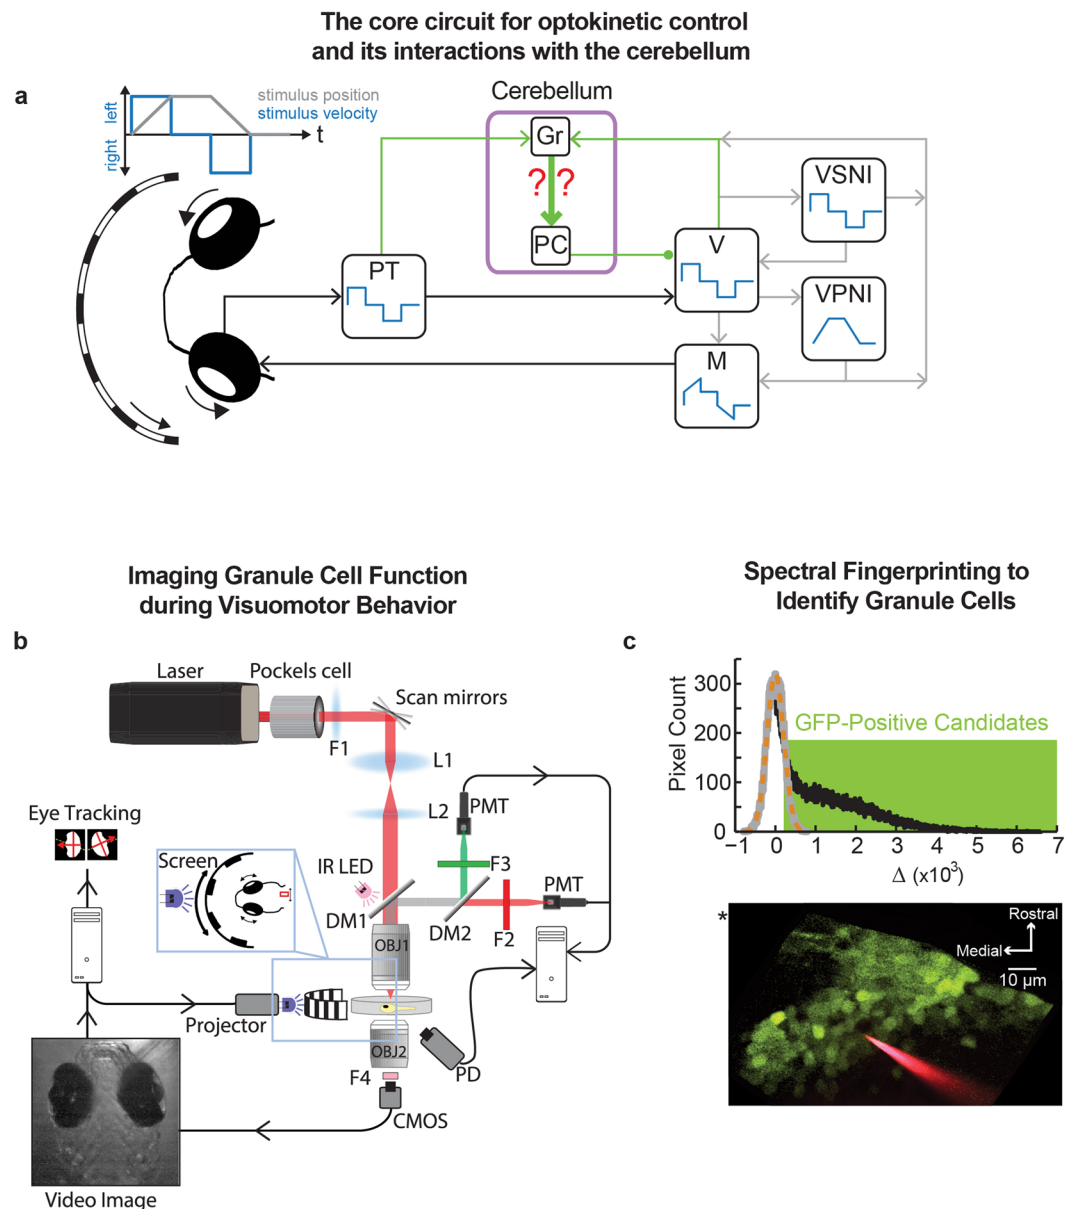 The core circuit for optokinetic control
and its interactions with the cerebellum
a
left
right
stimulus position
stimulus velocity
t
Cerebellum
Gr
? ?
PC
PT
V
VSNI
VPNI
M
Imaging Granule Cell Function
during Visuomotor Behavior
b
Laser
Pockels cell
Scan mirrors
F1
L1
L2
PMT
Eye Tracking
Screen
IR LED
F3
PMT
DM1
DM2
F2
OBJ1
Projector
OBJ2
PD
F4
CMOS
Video Image
Spectral Fingerprinting to
Identify Granule Cells
c
Pixel Count
300
200
100
0
GFP-Positive Candidates
−1 0 1 2 3 4 5 6 7
Δ (x10³)
*
Rostral
Medial
10 µm